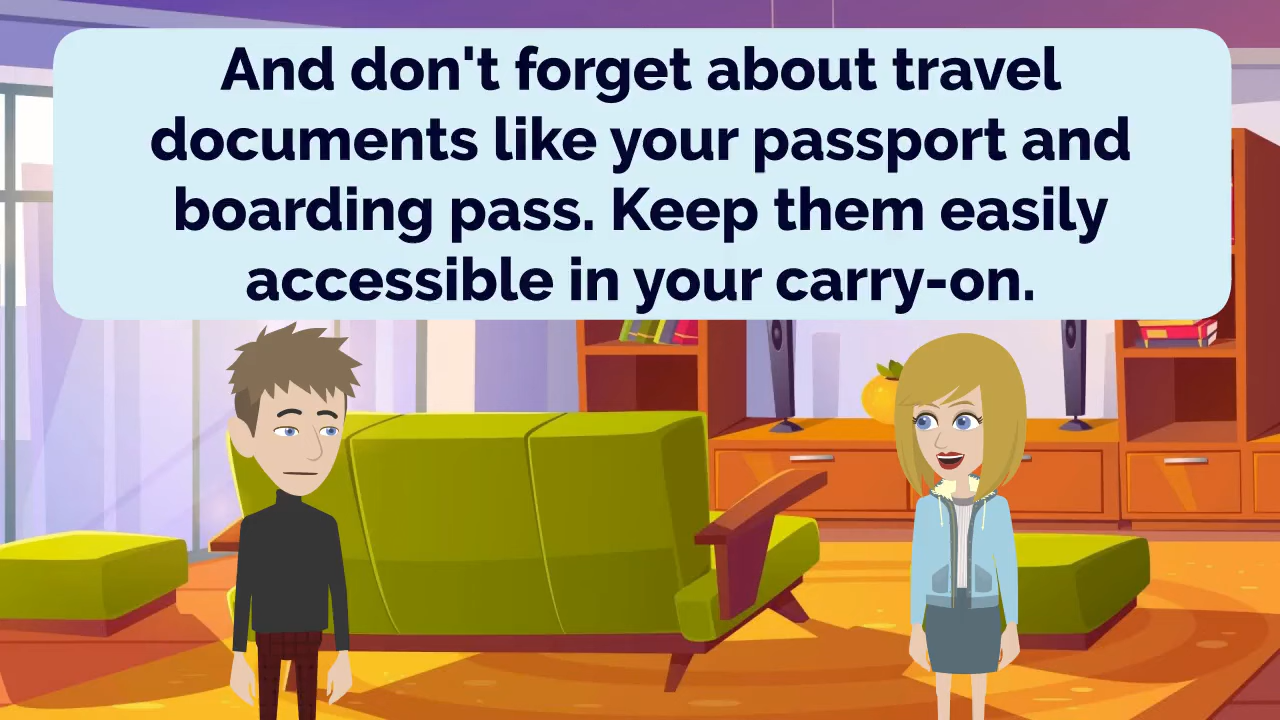 And don't forget about travel
documents like your passport and
boarding pass. Keep them easily
accessible in your carry-on.